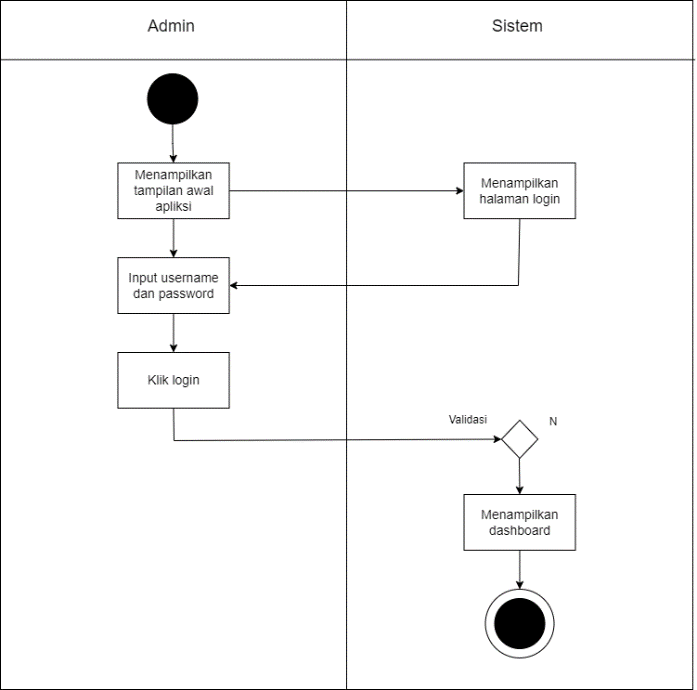 Admin
Sistem
Menampilkan
tampilan awal
apliksi
Menampilkan
halaman login
Input username
dan password
Klik login
Validasi
N
Menampilkan
dashboard